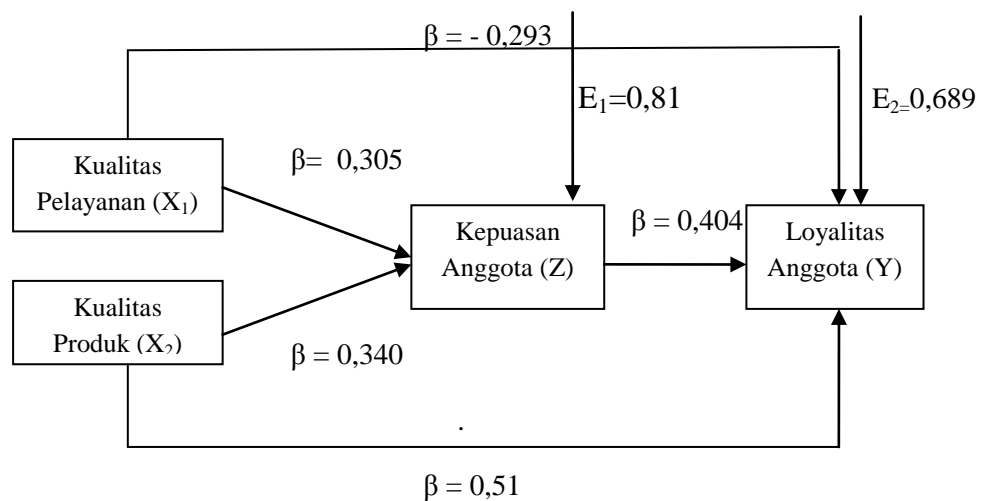 β = - 0,293
E₁=0,81
E₂₌0,689
Kualitas
Pelayanan (X₁)
β= 0,305
Kepuasan
Anggota (Z)
β = 0,404
Loyalitas
Anggota (Y)
Kualitas
Produk (X₂)
β = 0,340
.
β = 0,51